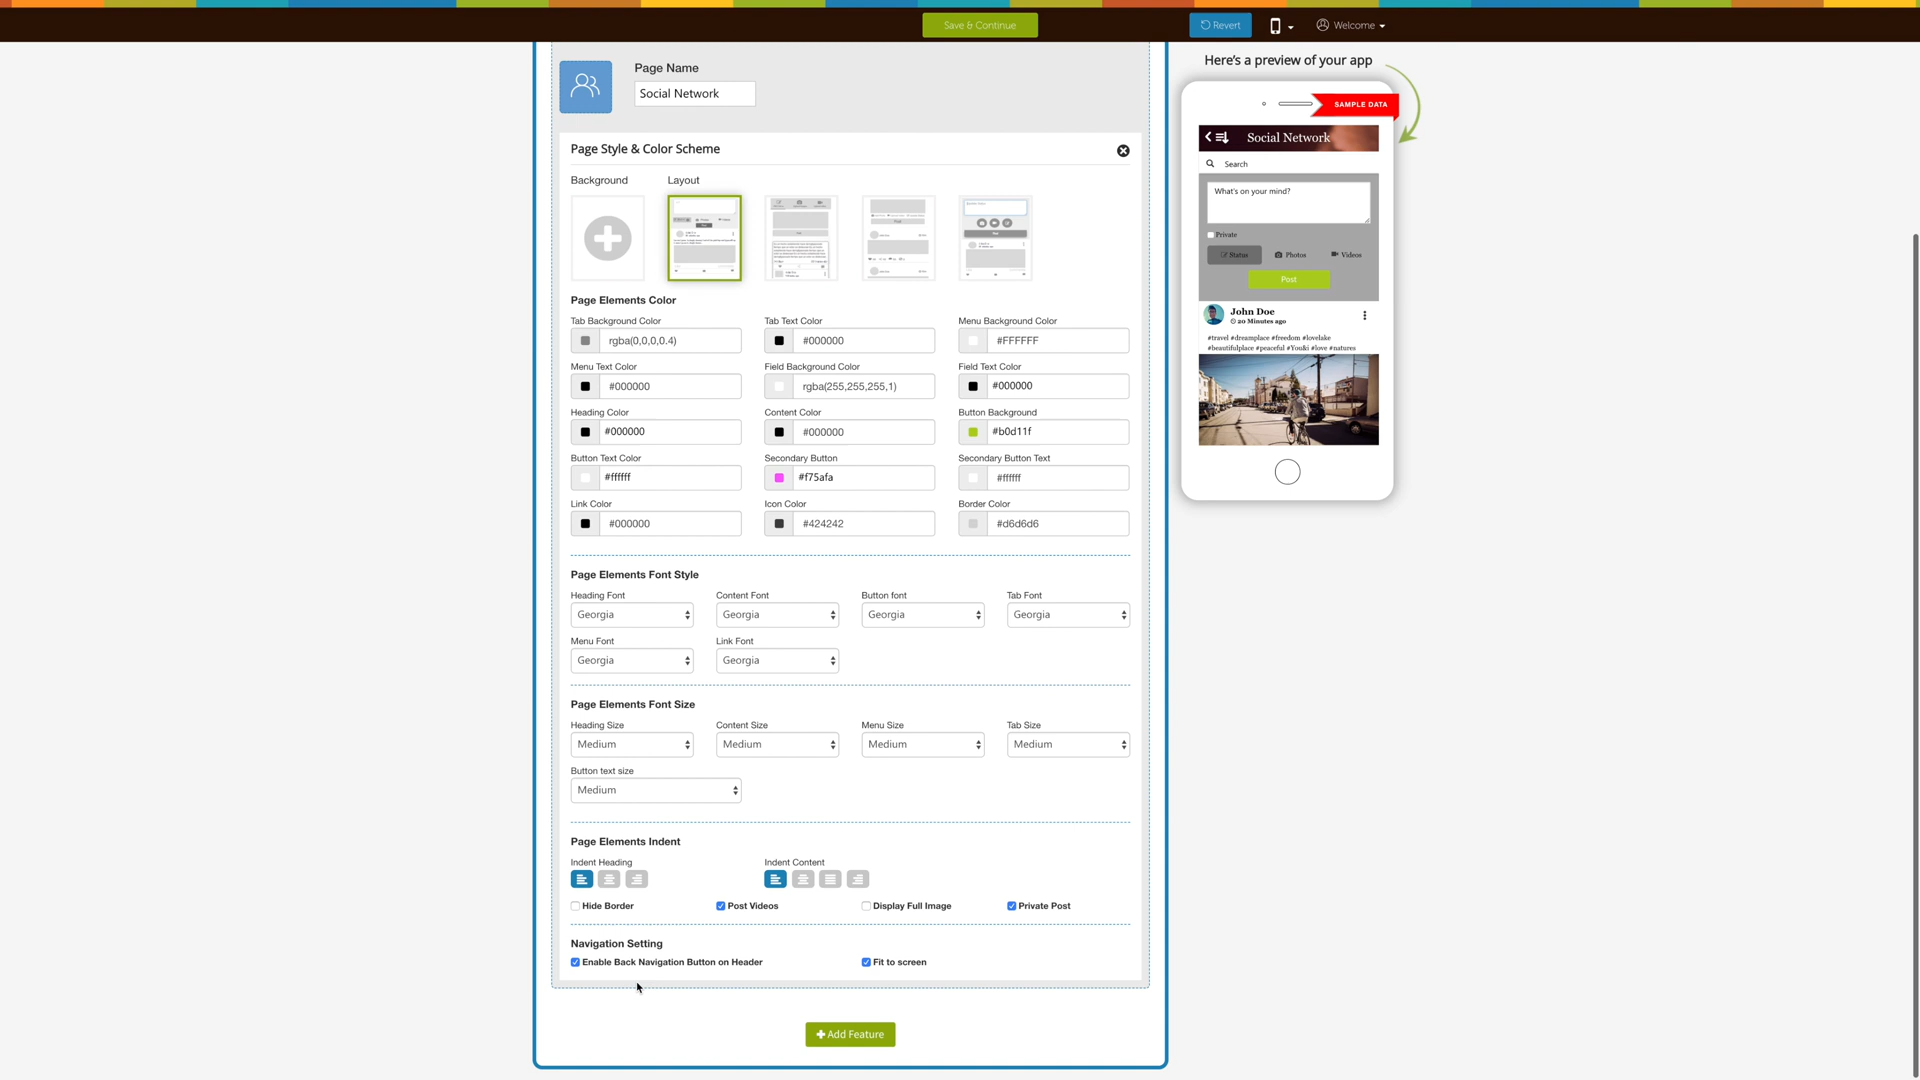 Save & Continue
Revert
Welcome
Page Name
Social Network
Page Style & Color Scheme
Background
Layout
Page Elements Color
Tab Background Color
Tab Text Color
Menu Background Color
rgba(0,0,0,0.4)
#000000
#FFFFFF
Menu Text Color
Field Background Color
Field Text Color
#000000
rgba(255,255,255,1)
#000000
Heading Color
Content Color
Button Background
#000000
#000000
#b0d11f
Button Text Color
Secondary Button
Secondary Button Text
#ffffff
#f75afa
#ffffff
Link Color
Icon Color
Border Color
#000000
#424242
#d6d6d6
Page Elements Font Style
Heading Font
Content Font
Button font
Tab Font
Georgia
Georgia
Georgia
Georgia
Menu Font
Link Font
Georgia
Georgia
Page Elements Font Size
Heading Size
Content Size
Menu Size
Tab Size
Medium
Medium
Medium
Medium
Button text size
Medium
Page Elements Indent
Indent Heading
Indent Content
Hide Border
Post Videos
Display Full Image
Private Post
Navigation Setting
Enable Back Navigation Button on Header
Fit to screen
Add Feature
Here's a preview of your app
SAMPLE DATA
Social Network
Search
What's on your mind?
Private
Status
Photos
Videos
Post
John Doe
20 Minutes ago
#travel #dreamplace #freedom #lovelake
#beautifulplace #peaceful #You&i #love #natures